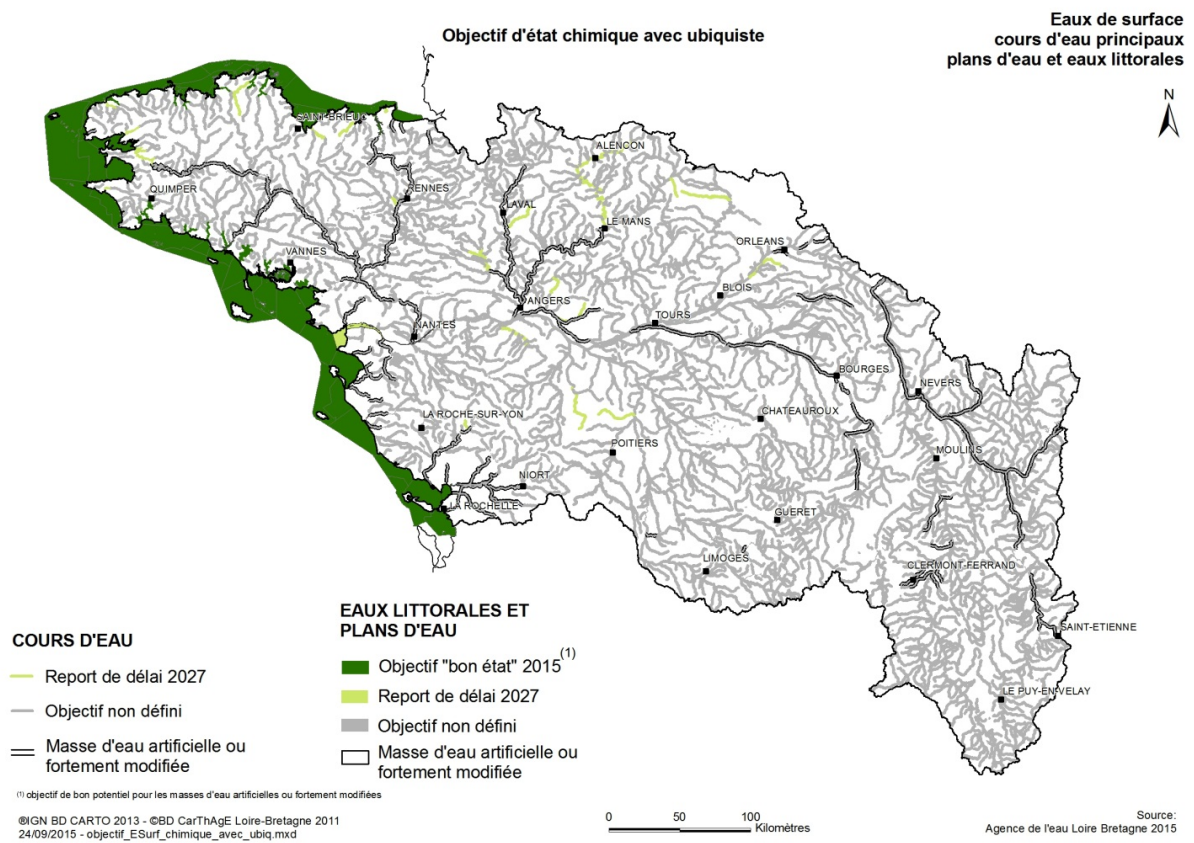 Objectif d'état chimique avec ubiquiste
Eaux de surface
cours d'eau principaux
plans d'eau et eaux littorales
N
SAINT-BRIEUC
ALENCON
QUIMPER
RENNES
LAVAL
LE MANS
ORLEANS
VANNES
BLOIS
ANGERS
TOURS
NANTES
BOURGES
NEVERS
LA ROCHE-SUR-YON
CHATEAUROUX
POITIERS
MOULINS
NIORT
LA ROCHELLE
GUERET
LIMOGES
CLERMONT-FERRAND
SAINT-ETIENNE
LE PUY-EN-VELAY
COURS D'EAU
Report de délai 2027
Objectif non défini
Masse d'eau artificielle ou
fortement modifiée
EAUX LITTORALES ET
PLANS D'EAU
Objectif "bon état" 2015(1)
Report de délai 2027
Objectif non défini
Masse d'eau artificielle ou
fortement modifiée
(1) objectif de bon potentiel pour les masses d'eau artificielles ou fortement modifiées
®IGN BD CARTO 2013 - ©BD CarThAgE Loire-Bretagne 2011
24/09/2015 - objectif_ESurf_chimique_avec_ubiq.mxd
0 50 100
Kilomètres
Source:
Agence de l'eau Loire Bretagne 2015